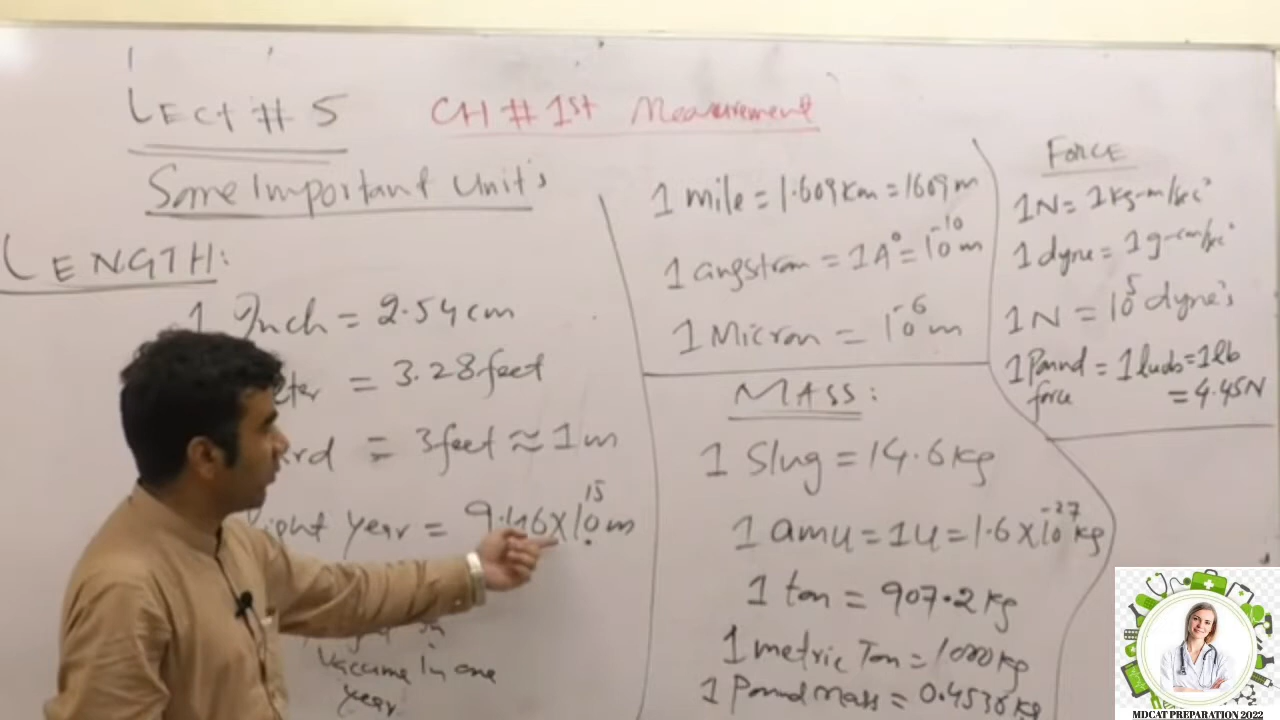 LECT # 5 CH # 1st Measurement
Some Important Unit's
LENGTH:
1 Inch = 2.54 cm
= 3.28 feet
= 3 feet ≈ 1 m
light year = 9.46 × 10^15 m
in
vaccume in one
year.
1 mile = 1.609 km = 1609 m
1 angstrom = 1 A° = 10^-10 m
1 Micron = 10^-6 m
MASS:
1 Slug = 14.6 kg
1 amu = 1u = 1.6 × 10^-27 kg
1 ton = 907.2 kg
1 metric Ton = 1000 kg
1 Pound mass = 0.4536 kg
FORCE
1N = 1 kg-m/sec²
1 dyne = 1 g-cm/sec²
1N = 10^5 dyne's
1 Pound = 1 = 1 lb
force = 4.45N
MDCAT PREPARATION 2022